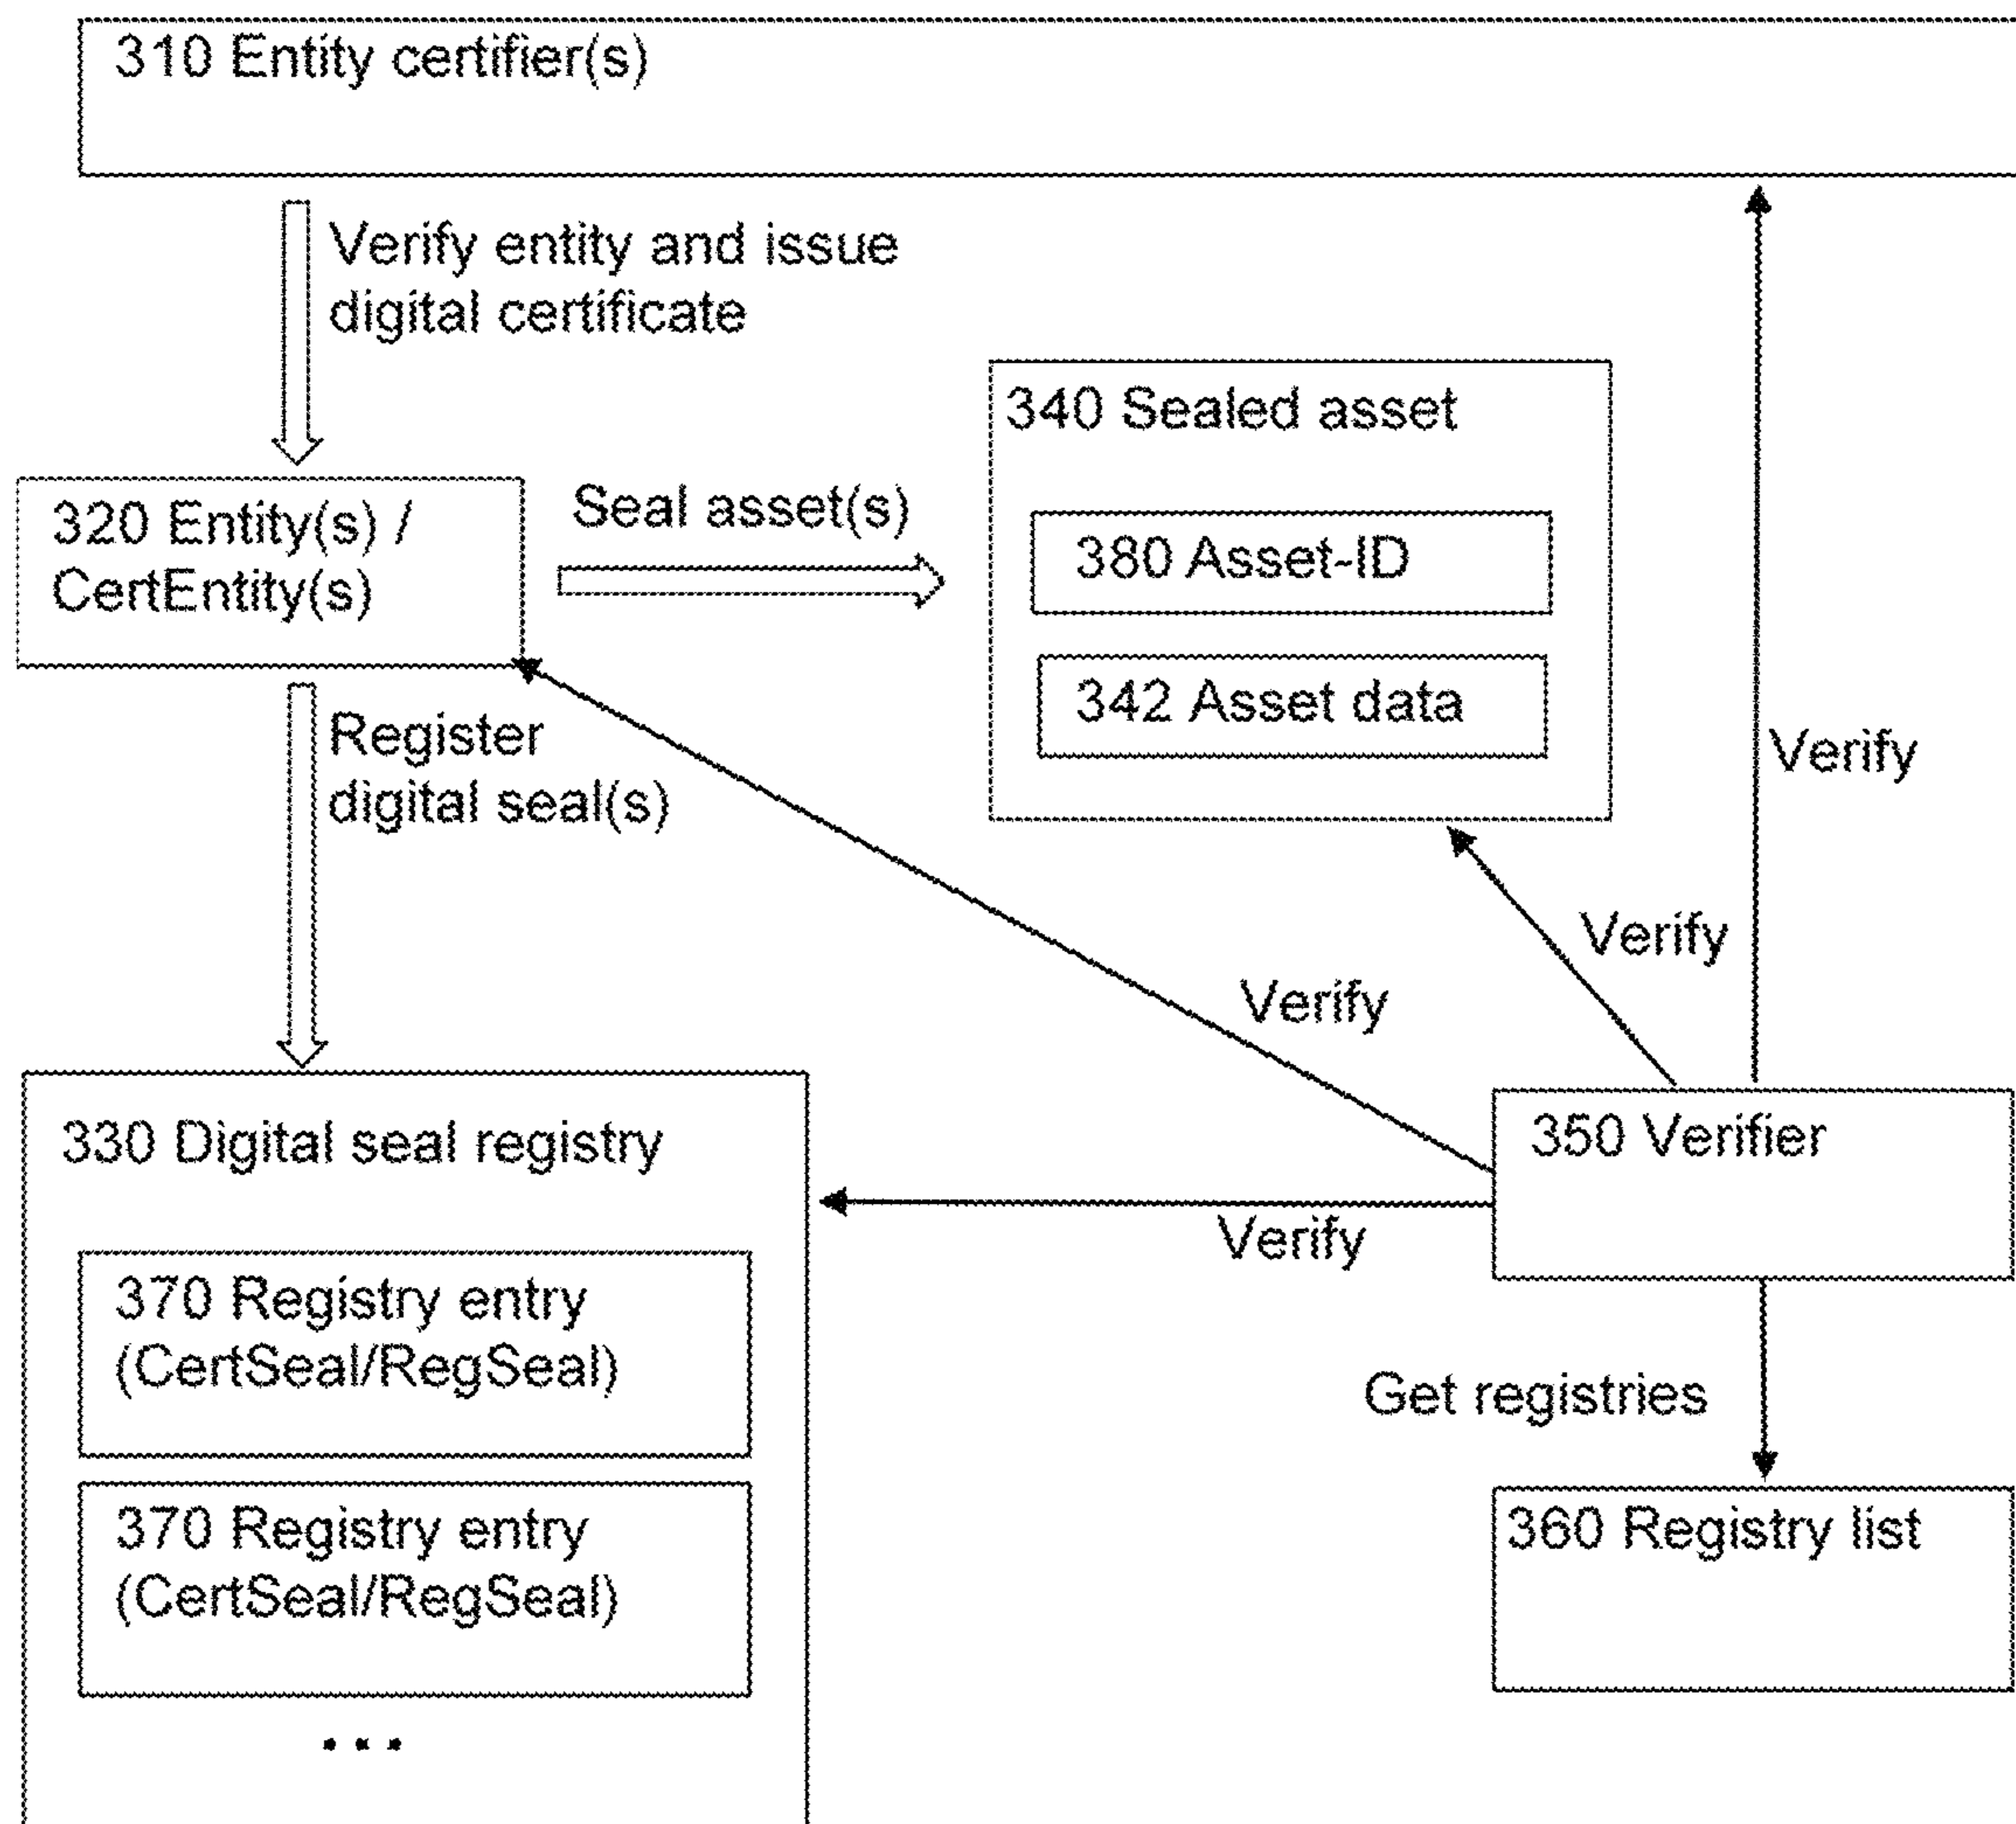 310 Entity certifier(s)
Verify entity and issue
digital certificate
340 Sealed asset
380 Asset-ID
342 Asset data
320 Entity(s) /
CertEntity(s)
Seal asset(s)
Register
digital seal(s)
Verify
Verify
Verify
Verify
330 Digital seal registry
370 Registry entry
(CertSeal/RegSeal)
370 Registry entry
(CertSeal/RegSeal)
...
350 Verifier
Get registries
360 Registry list